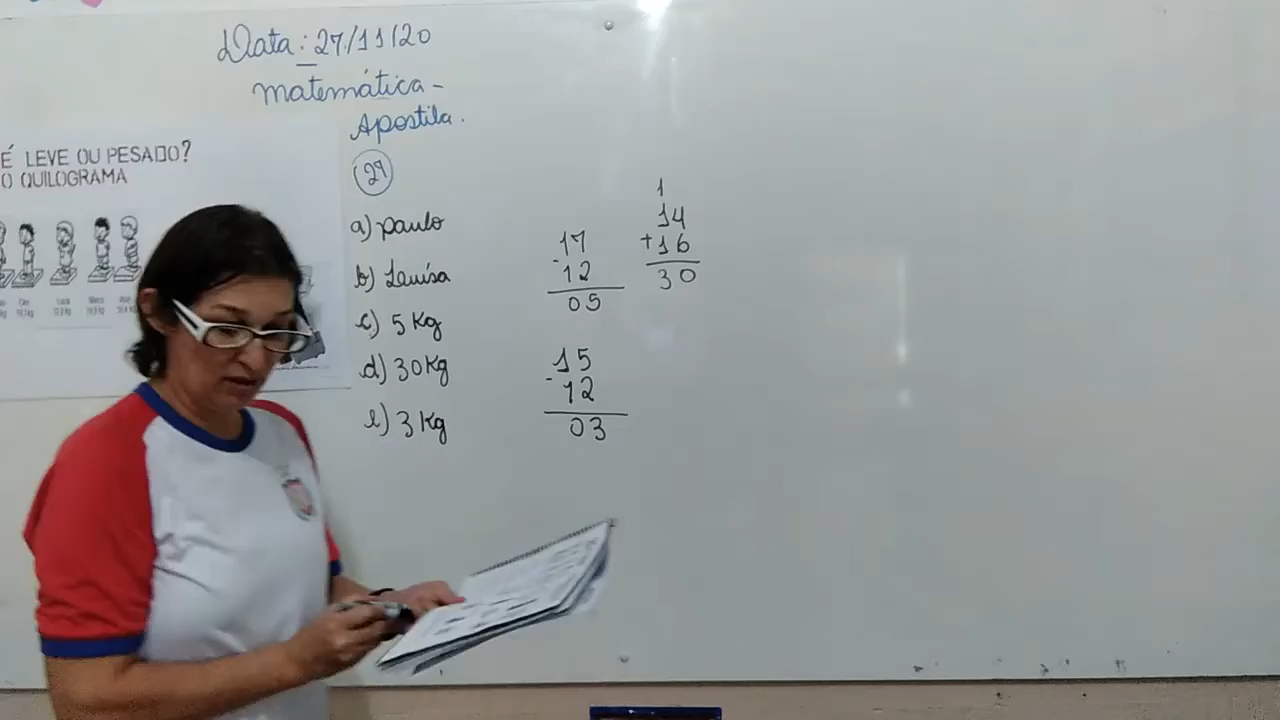 Data: 27/11/20
matemática-
Apostila.
É LEVE OU PESADO?
O QUILOGRAMA
29
a) paulo
b) Luísa
c) 5 Kg
d) 30 Kg
e) 3 Kg
17
- 12
05
1
14
+ 16
30
15
- 12
03